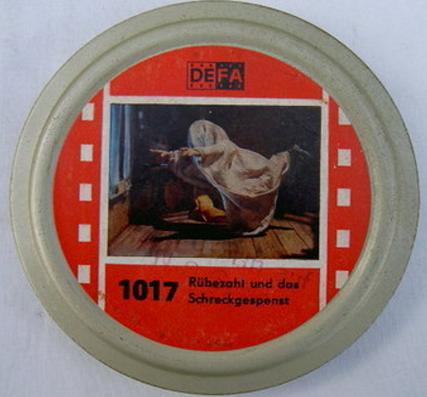 DEFA
1017 Rübezahl und das
Schreckgespenst